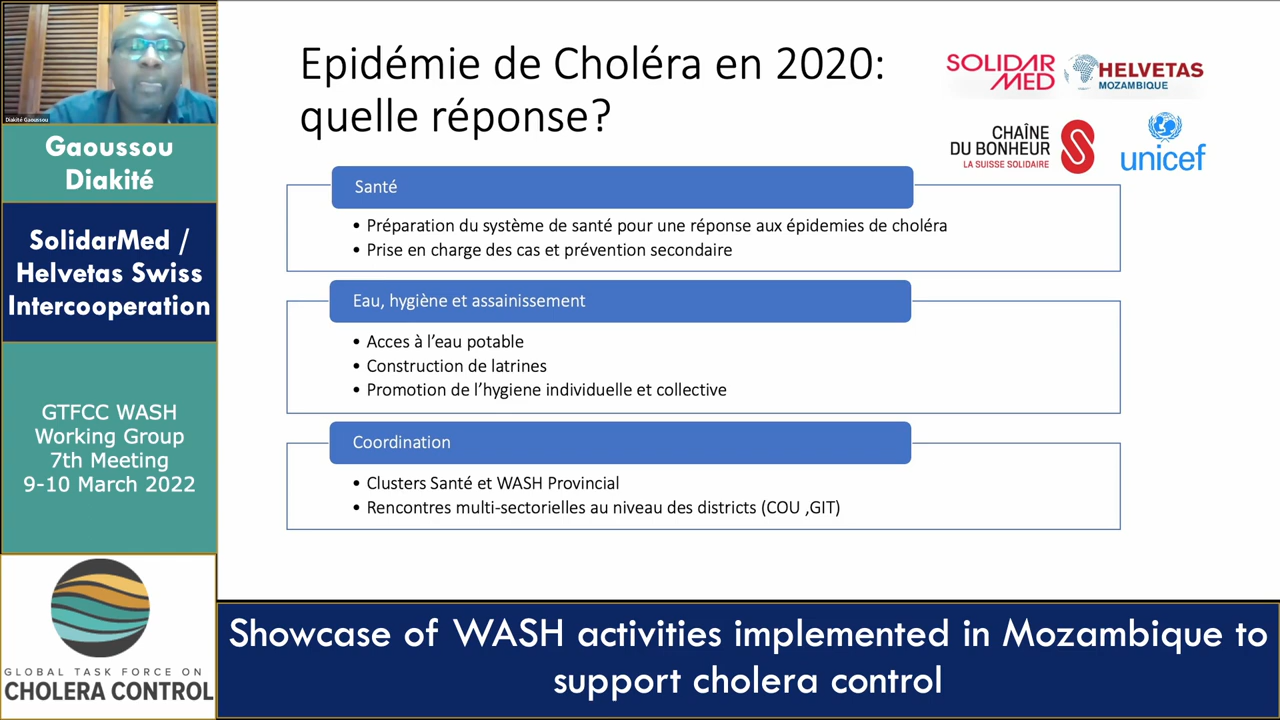 Diakité Gaoussou
Gaoussou
Diakité
SolidarMed /
Helvetas Swiss
Intercooperation
GTFCC WASH
Working Group
7th Meeting
9-10 March 2022
GLOBAL TASK FORCE ON
CHOLERA CONTROL
Epidémie de Choléra en 2020:
quelle réponse?
SOLIDAR
MED
HELVETAS
MOZAMBIQUE
CHAÎNE
DU BONHEUR
LA SUISSE SOLIDAIRE
unicef
Santé
• Préparation du système de santé pour une réponse aux épidemies de choléra
• Prise en charge des cas et prévention secondaire
Eau, hygiène et assainissement
• Acces à l’eau potable
• Construction de latrines
• Promotion de l’hygiene individuelle et collective
Coordination
• Clusters Santé et WASH Provincial
• Rencontres multi-sectorielles au niveau des districts (COU ,GIT)
Showcase of WASH activities implemented in Mozambique to
support cholera control